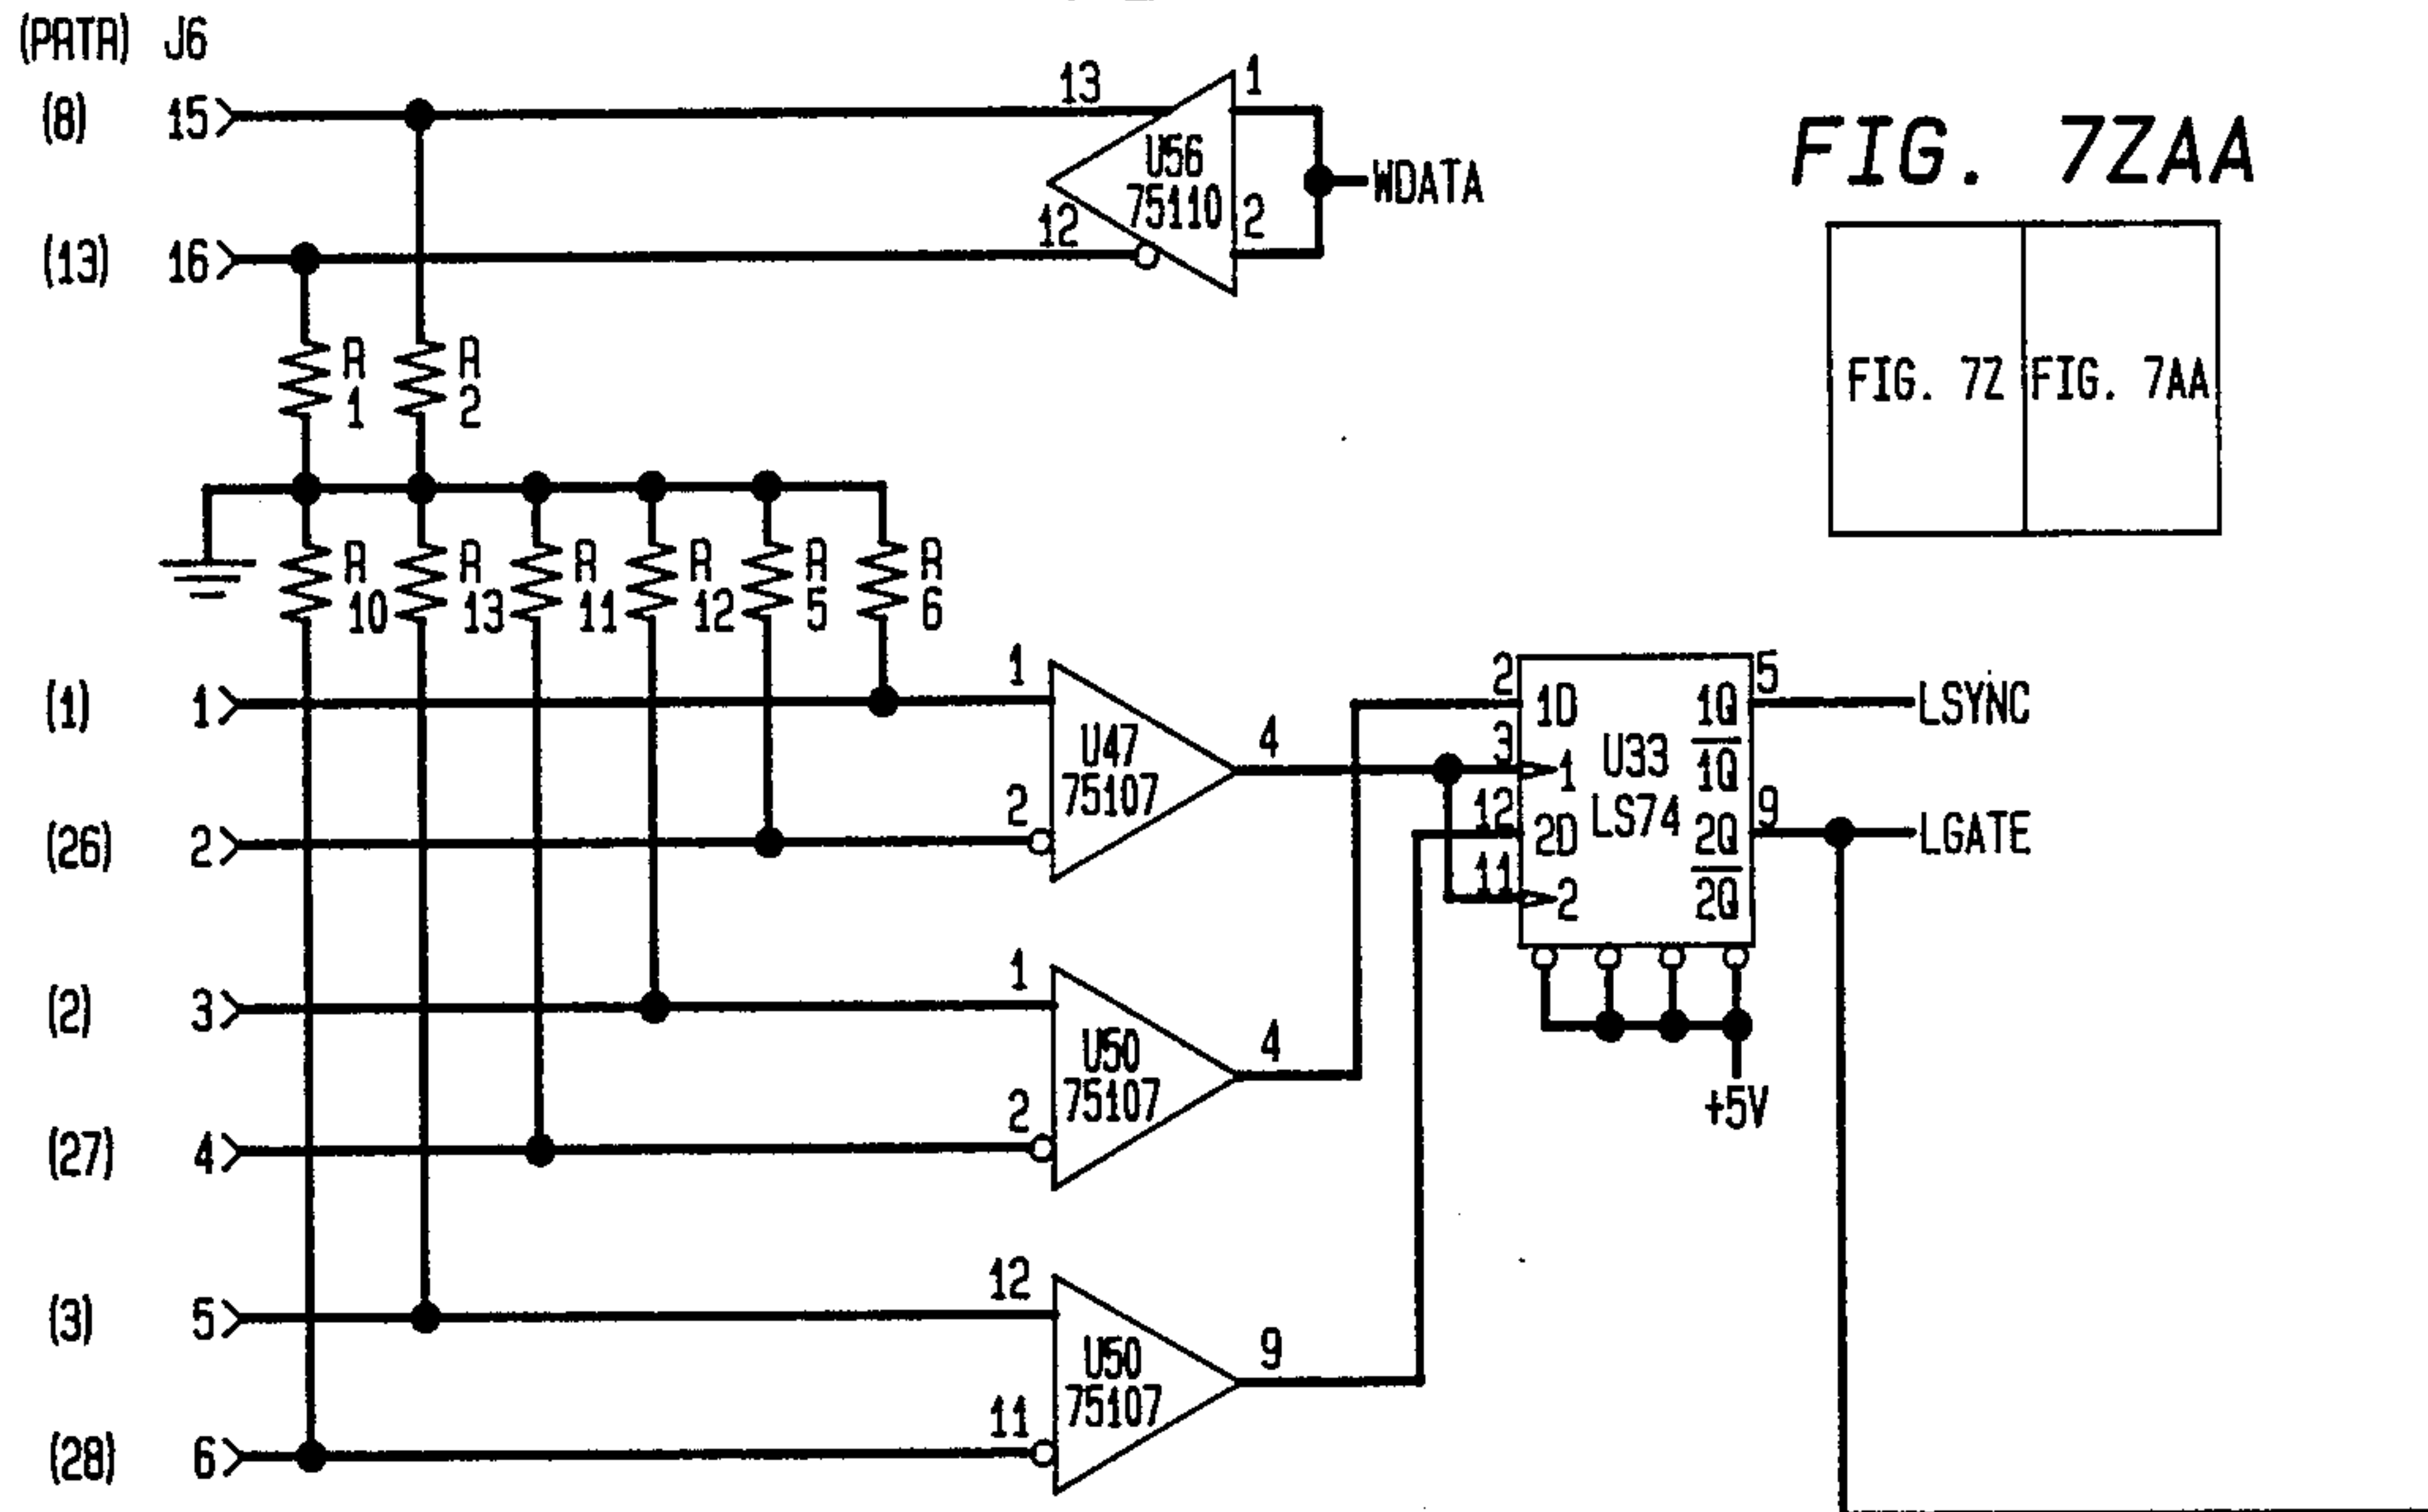 (PATA) J6
(8) 15 13 1
U56
75110
WDATA
(13) 16 12 2
FIG. 7ZAA
FIG. 7Z FIG. 7AA
R
1
R
2
R
10
R
13
R
11
R
12
R
5
R
6
(1) 1 1
U47
75107
4
(26) 2 2
2 1D 1Q 5 LSYNC
3 1 U33 1Q
12 2D LS74 2Q 9 LGATE
11 2 2Q
+5V
(2) 3 1
U50
75107
4
(27) 4 2
(3) 5 12
U50
75107
9
(28) 6 11